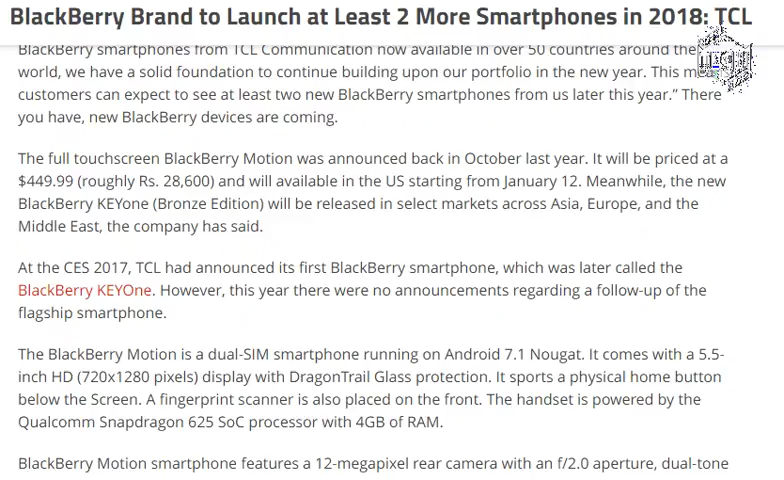 BlackBerry Brand to Launch at Least 2 More Smartphones in 2018: TCL
BlackBerry smartphones from TCL Communication now available in over 50 countries around the
world, we have a solid foundation to continue building upon our portfolio in the new year. This
customers can expect to see at least two new BlackBerry smartphones from us later this year.” There
you have, new BlackBerry devices are coming.
The full touchscreen BlackBerry Motion was announced back in October last year. It will be priced at a
$449.99 (roughly Rs. 28,600) and will available in the US starting from January 12. Meanwhile, the new
BlackBerry KEYone (Bronze Edition) will be released in select markets across Asia, Europe, and the
Middle East, the company has said.
At the CES 2017, TCL had announced its first BlackBerry smartphone, which was later called the
BlackBerry KEYOne. However, this year there were no announcements regarding a follow-up of the
flagship smartphone.
The BlackBerry Motion is a dual-SIM smartphone running on Android 7.1 Nougat. It comes with a 5.5-
inch HD (720x1280 pixels) display with DragonTrail Glass protection. It sports a physical home button
below the Screen. A fingerprint scanner is also placed on the front. The handset is powered by the
Qualcomm Snapdragon 625 SoC processor with 4GB of RAM.
BlackBerry Motion smartphone features a 12-megapixel rear camera with an f/2.0 aperture, dual-tone